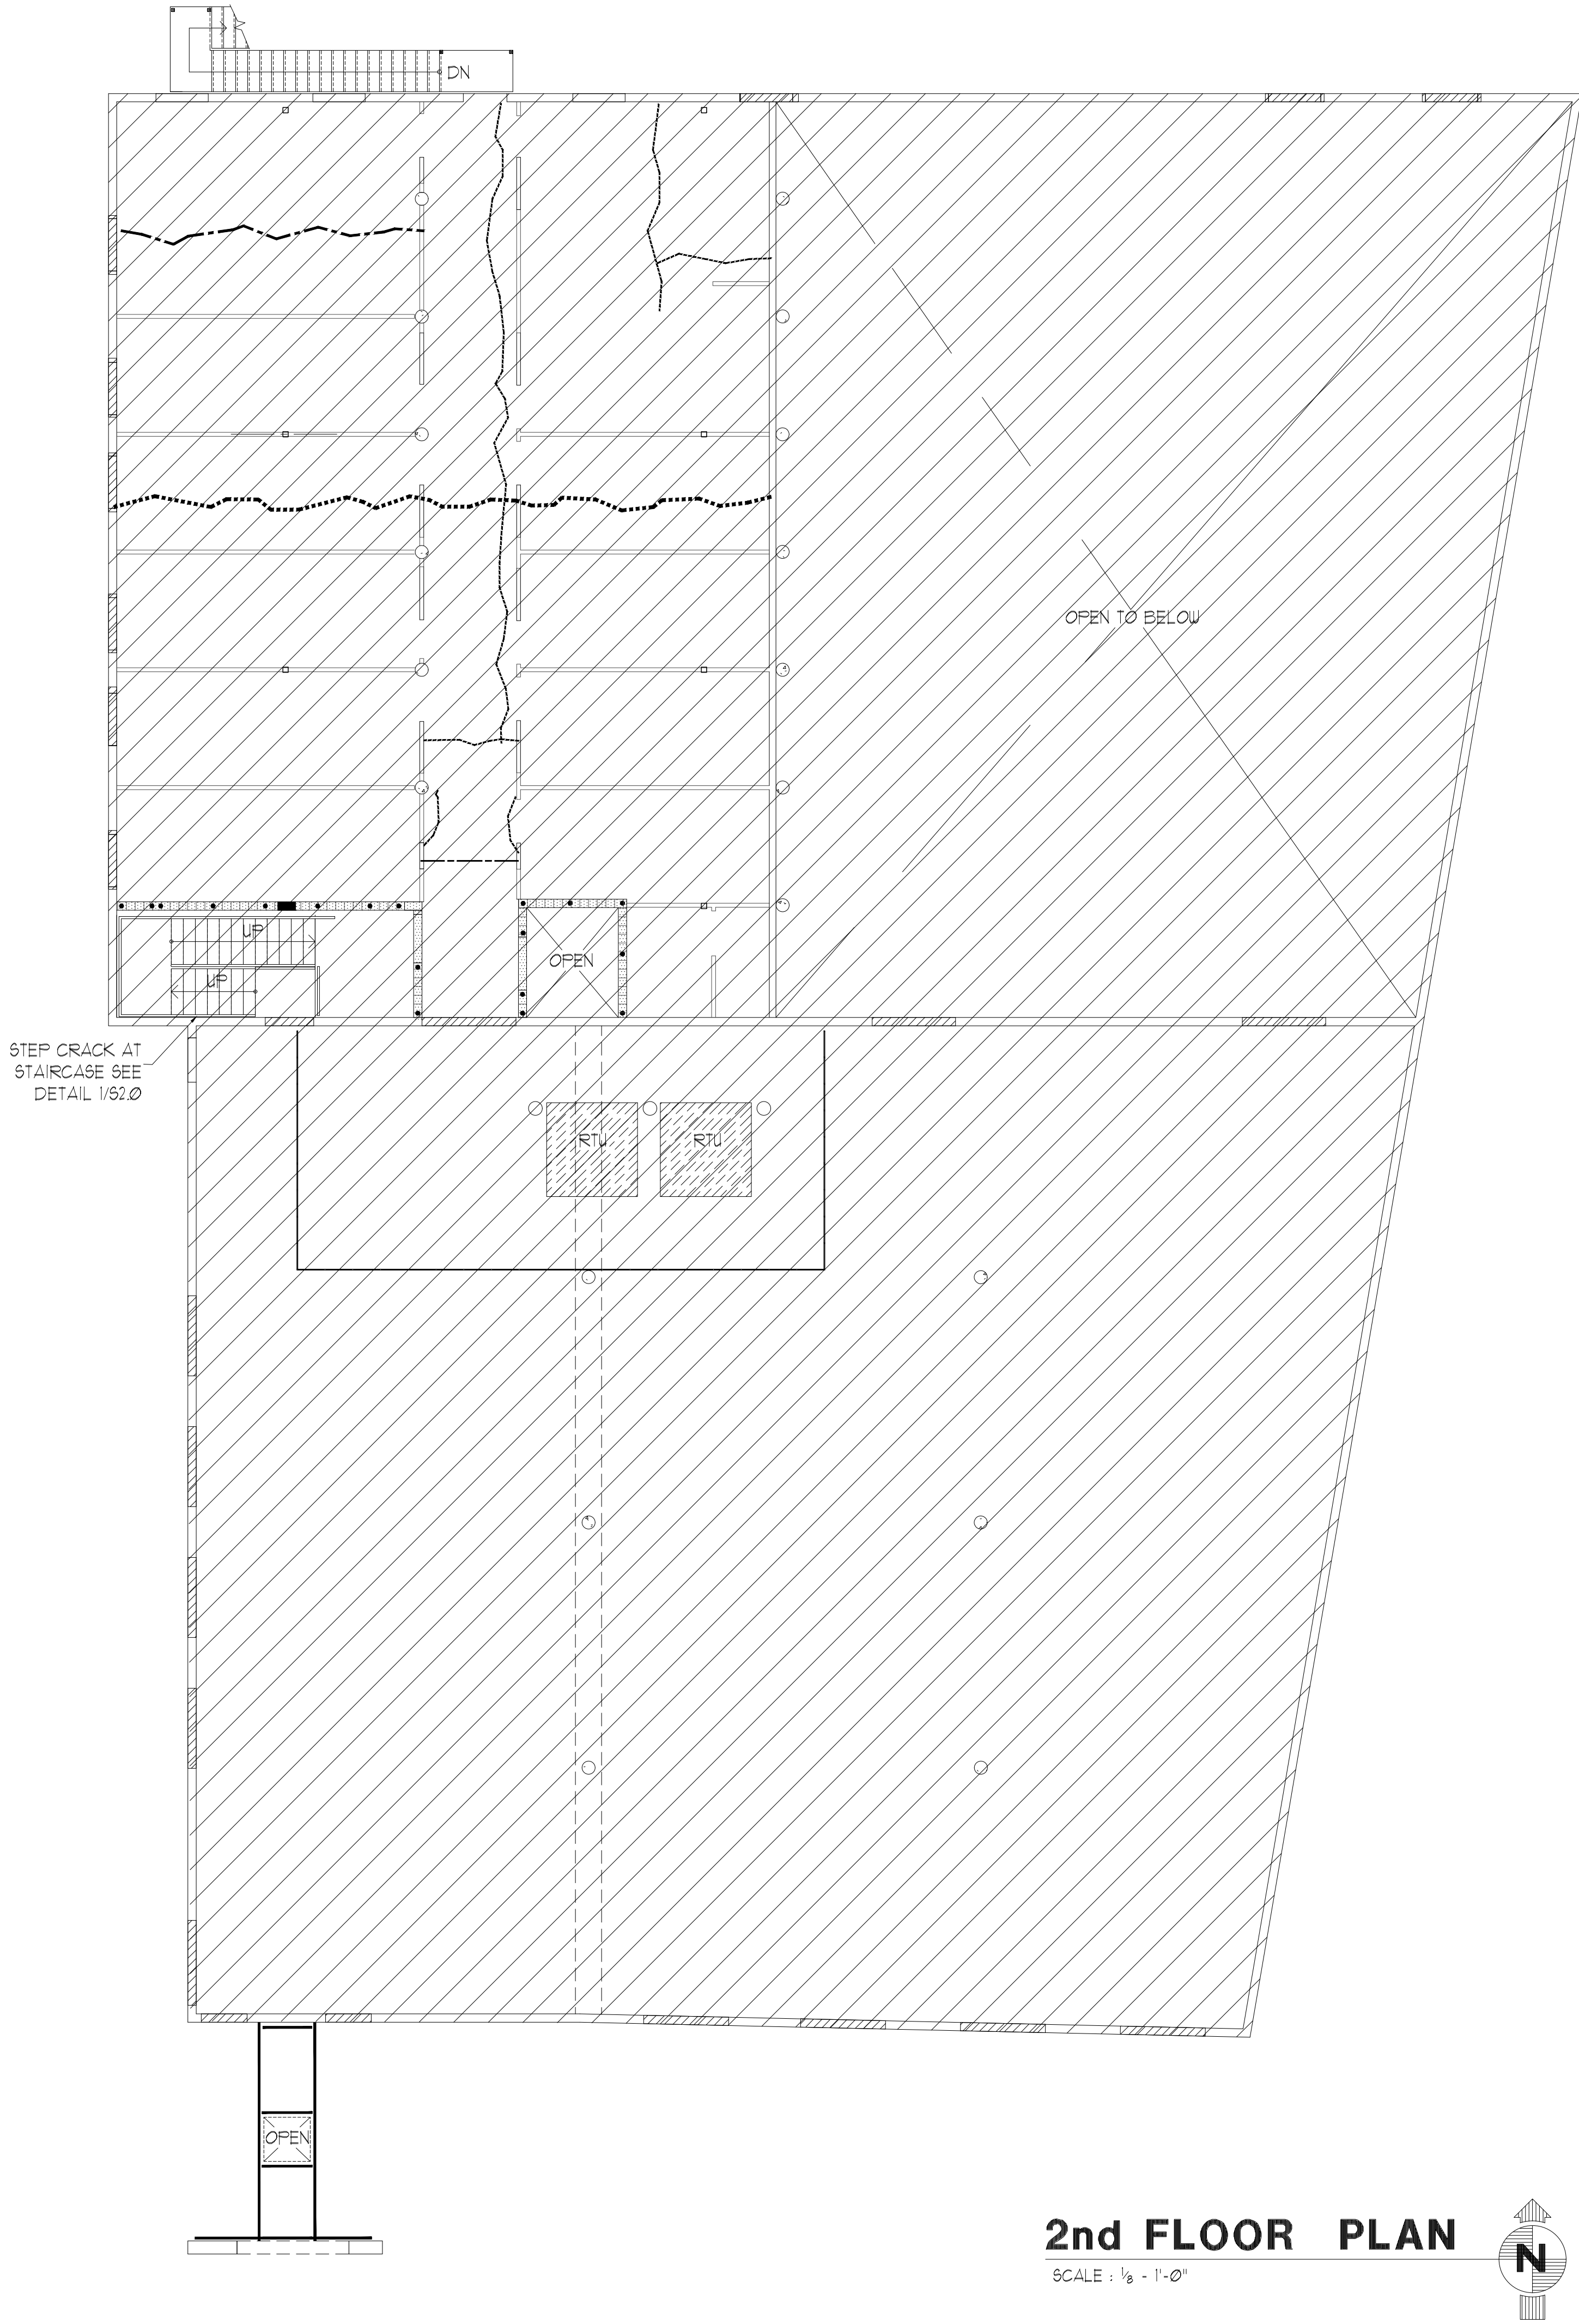 DN
OPEN TO BELOW
UP
OPEN
UP
STEP CRACK AT
STAIRCASE SEE
DETAIL 1/S2.0
RTU RTU
OPEN
2nd FLOOR PLAN
N
SCALE : 1/8 - 1'-0"